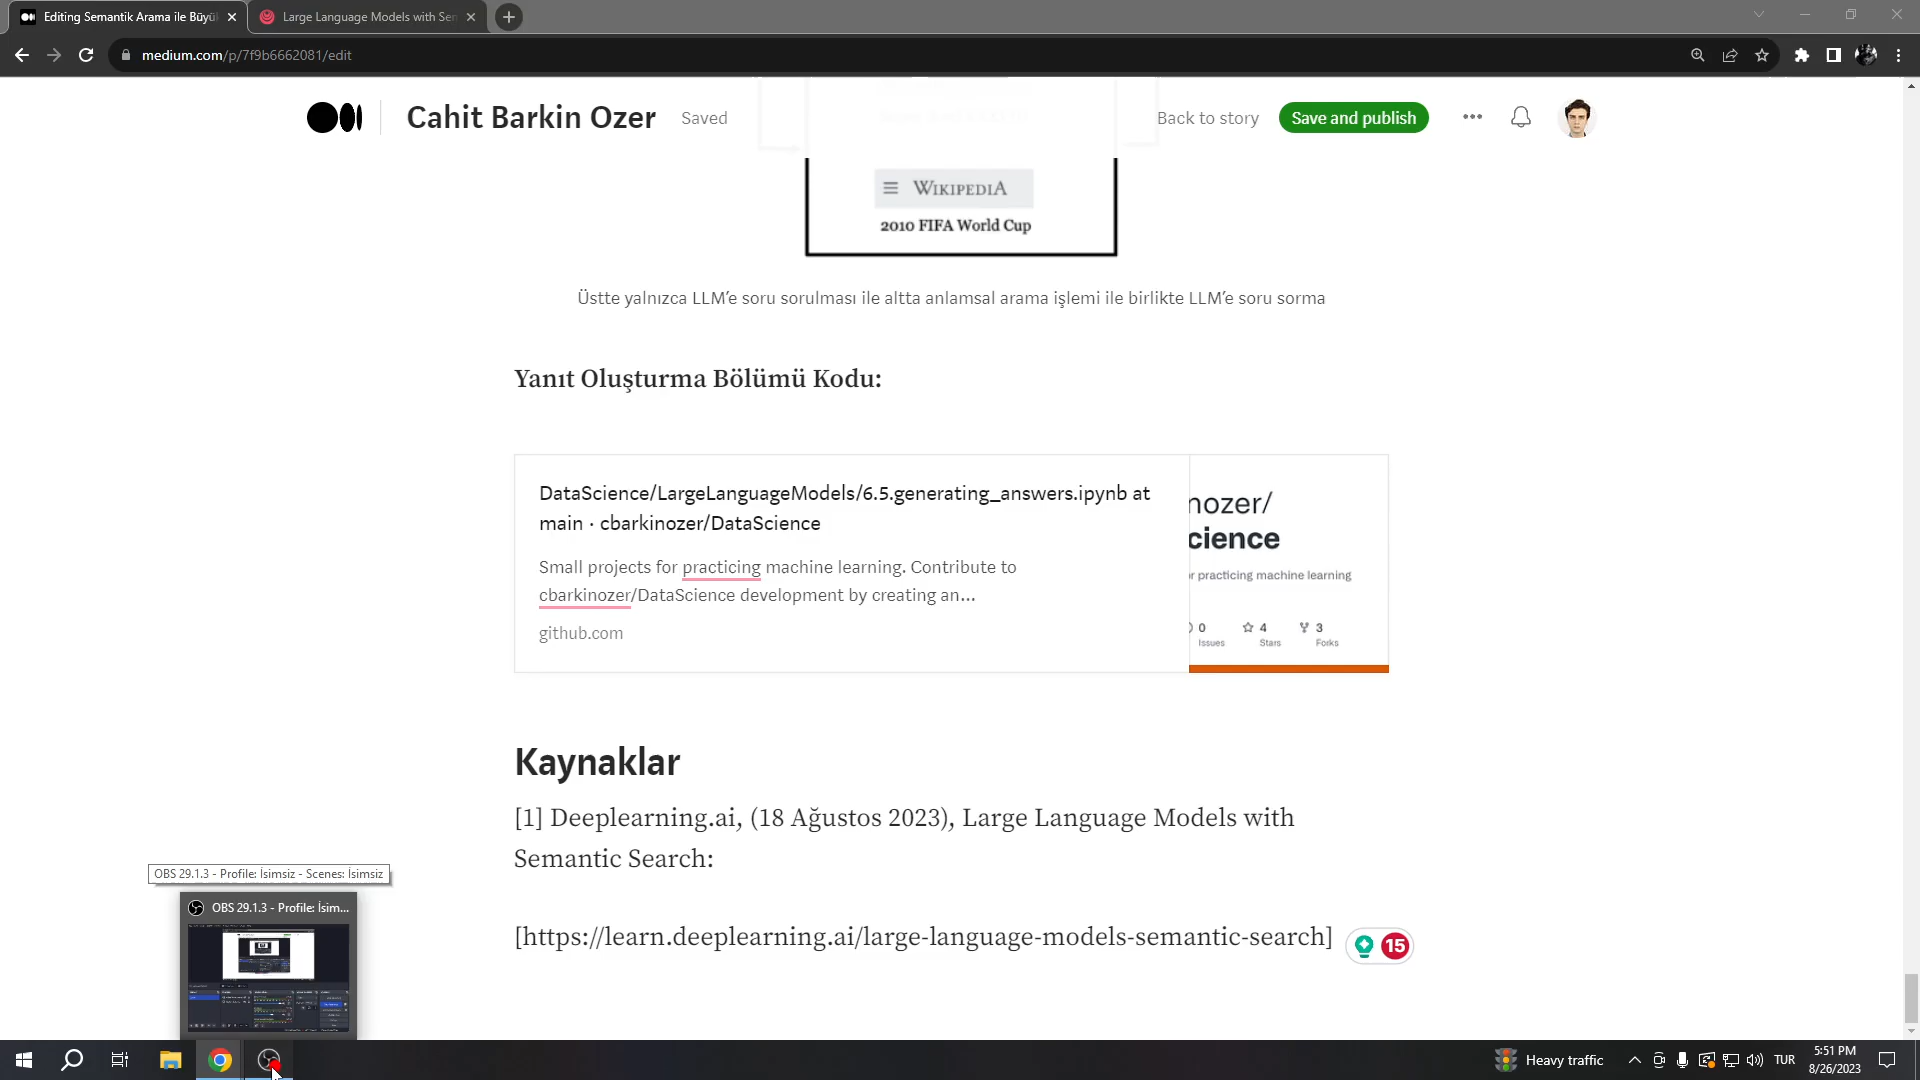 Editing Semantik Arama ile Büyü
Large Language Models with Sem
medium.com/p/7f9b6662081/edit
Cahit Barkin Ozer
Saved
Back to story
Save and publish
WIKIPEDIA
2010 FIFA World Cup
Üstte yalnızca LLM’e soru sorulması ile altta anlamsal arama işlemi ile birlikte LLM’e soru sorma
Yanıt Oluşturma Bölümü Kodu:
DataScience/LargeLanguageModels/6.5.generating_answers.ipynb at
main · cbarkinozer/DataScience
Small projects for practicing machine learning. Contribute to
cbarkinozer/DataScience development by creating an...
github.com
nozer/
cience
r practicing machine learning
0
Issues
4
Stars
3
Forks
Kaynaklar
[1] Deeplearning.ai, (18 Ağustos 2023), Large Language Models with
Semantic Search:
[https://learn.deeplearning.ai/large-language-models-semantic-search]
15
OBS 29.1.3 - Profile: İsimsiz - Scenes: İsimsiz
OBS 29.1.3 - Profile: İsim...
Heavy traffic
TUR
5:51 PM
8/26/2023